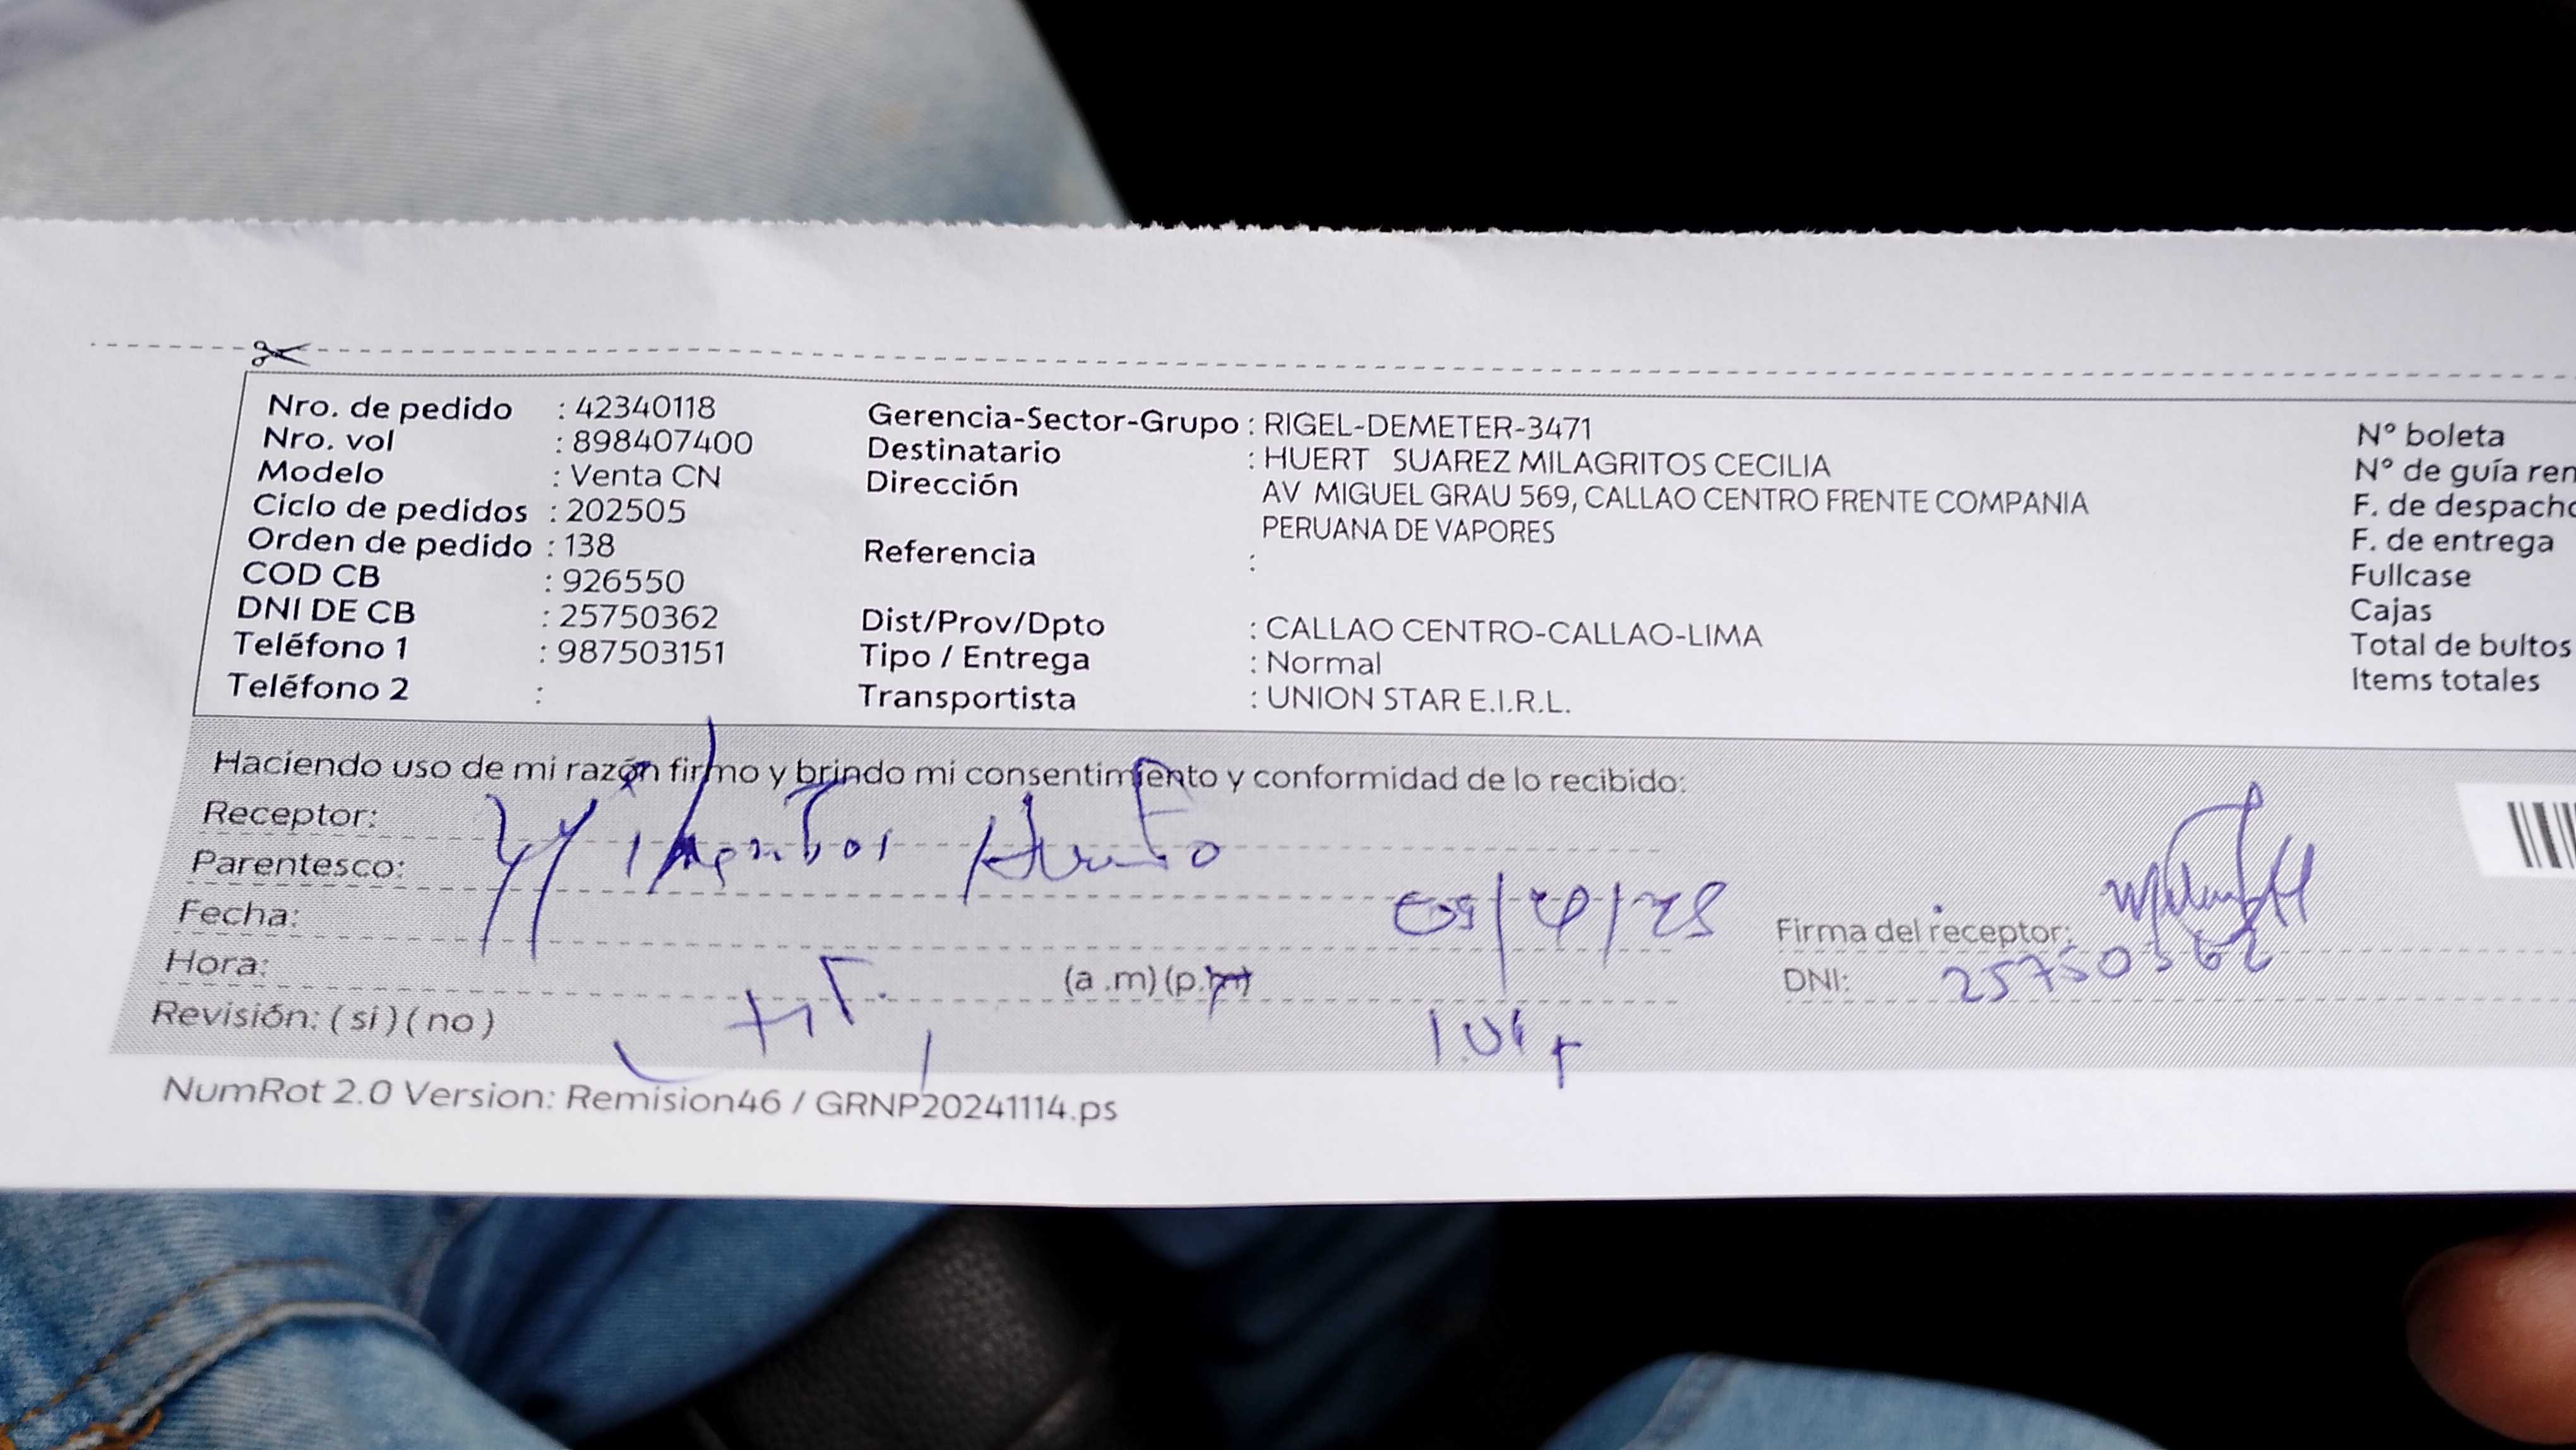 Nro. de pedido : 42340118
Nro. vol : 898407400
Modelo : Venta CN
Ciclo de pedidos : 202505
Orden de pedido : 138
COD CB : 926550
DNI DE CB : 25750362
Teléfono 1 : 987503151
Teléfono 2 :
Gerencia-Sector-Grupo : RIGEL-DEMETER-3471
Destinatario : HUERT SUAREZ MILAGRITOS CECILIA
Dirección AV MIGUEL GRAU 569, CALLAO CENTRO FRENTE COMPANIA
PERUANA DE VAPORES
Referencia :
Dist/Prov/Dpto : CALLAO CENTRO-CALLAO-LIMA
Tipo / Entrega : Normal
Transportista : UNION STAR E.I.R.L.
N° boleta
N° de guía ren
F. de despacho
F. de entrega
Fullcase
Cajas
Total de bultos
Items totales
Haciendo uso de mi razón firmo y brindo mi consentimiento y conformidad de lo recibido:
Receptor:
Parentesco:
Fecha:
Hora: (a .m) (p.m)
Revisión: ( si ) ( no )
Firma del receptor:
DNI: 25750362
NumRot 2.0 Version: Remision46 / GRNP20241114.ps